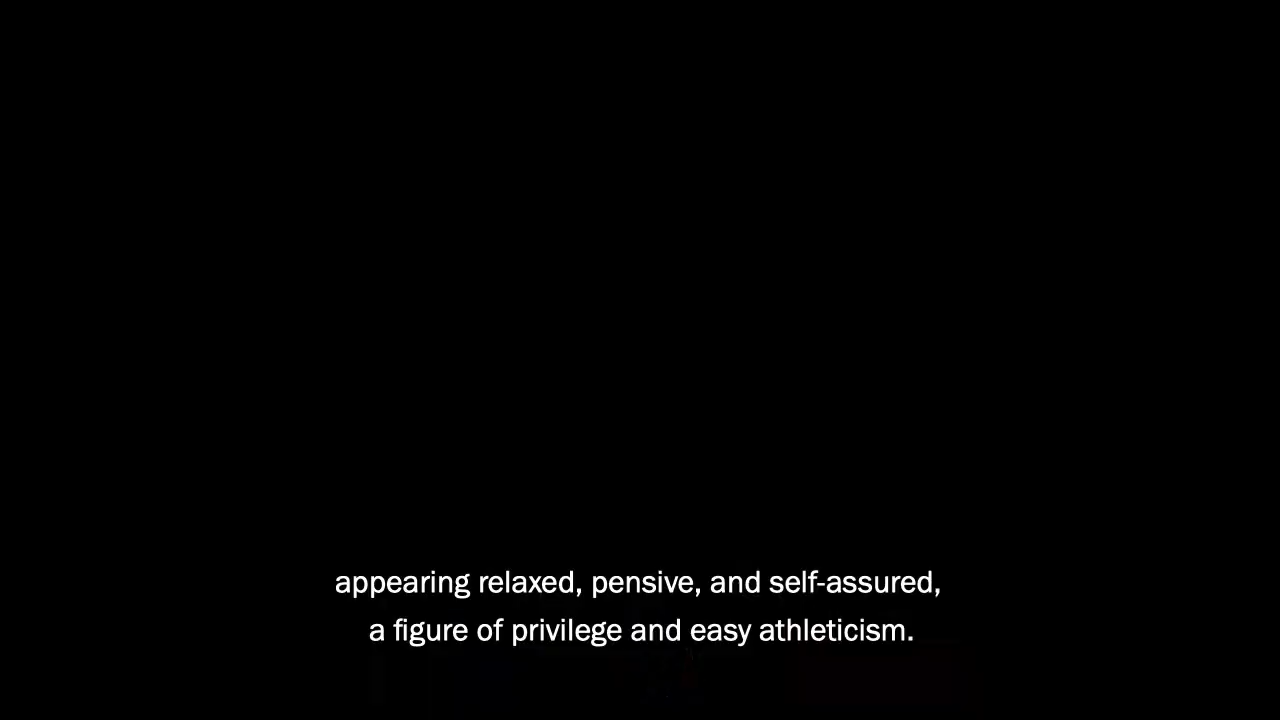 appearing relaxed, pensive, and self-assured,
a figure of privilege and easy athleticism.